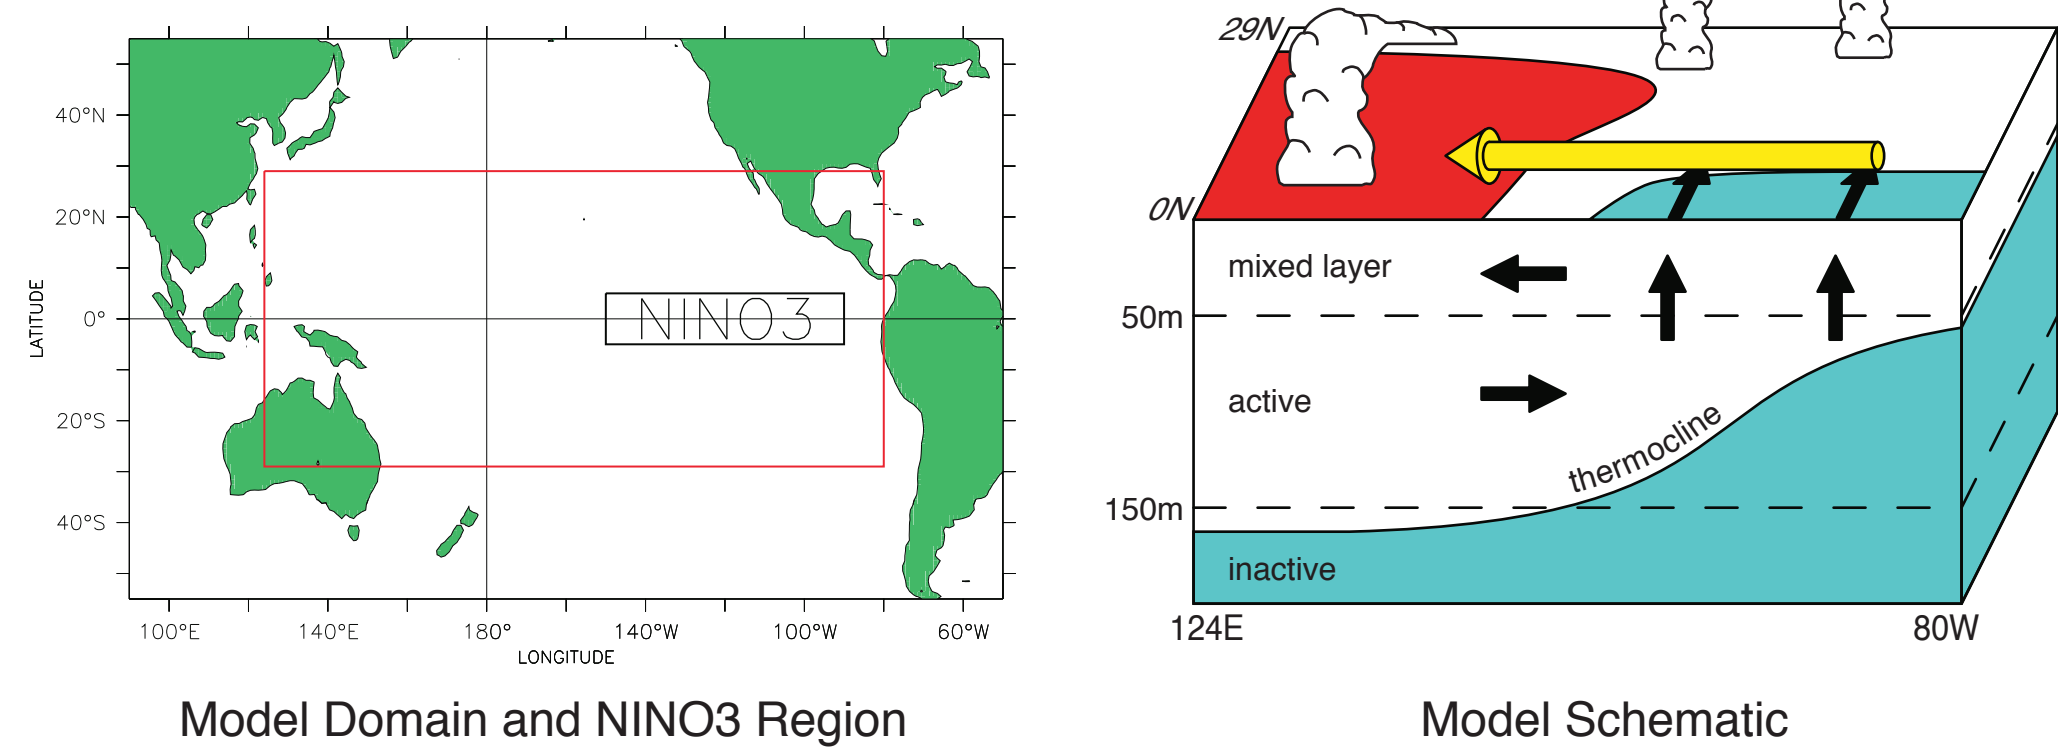 40°N
20°N
0°
20°S
40°S
LATITUDE
NINO3
100°E 140°E 180° 140°W 100°W 60°W
LONGITUDE
Model Domain and NINO3 Region
29N
0N
mixed layer
50m
active
thermocline
150m
inactive
124E 80W
Model Schematic